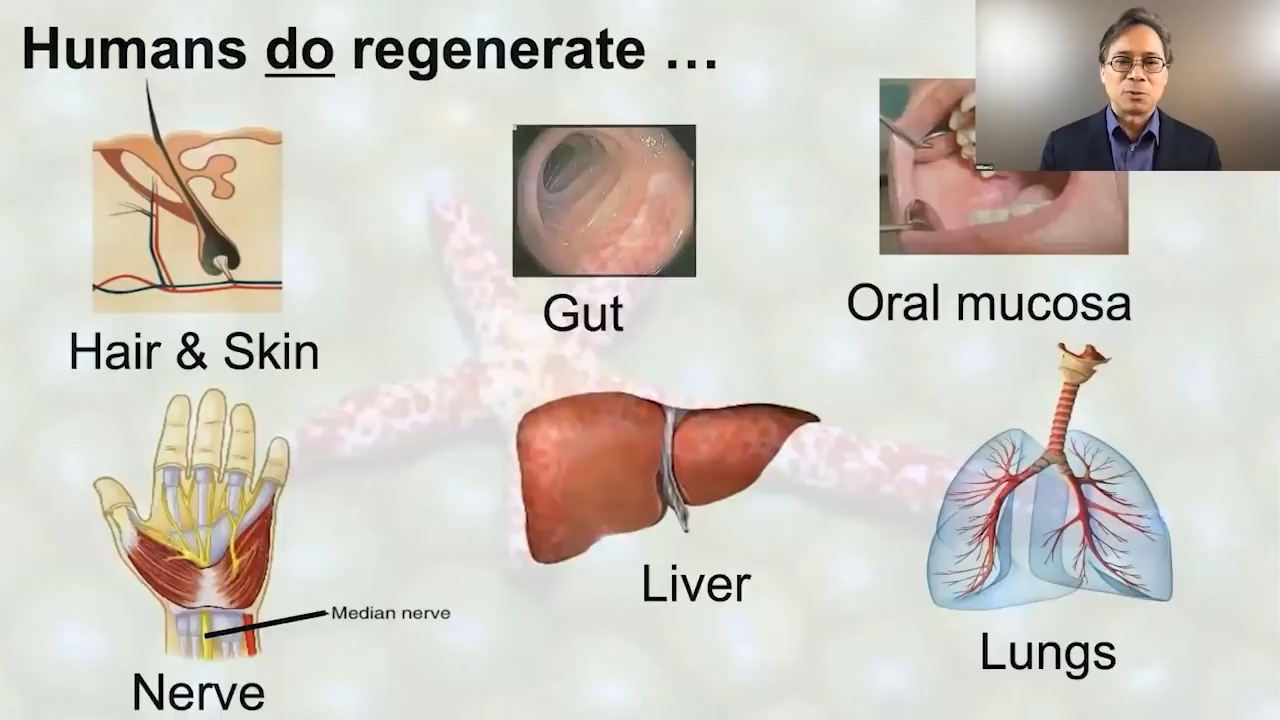 Humans do regenerate …
Hair & Skin
Gut
Oral mucosa
Median nerve
Nerve
Liver
Lungs